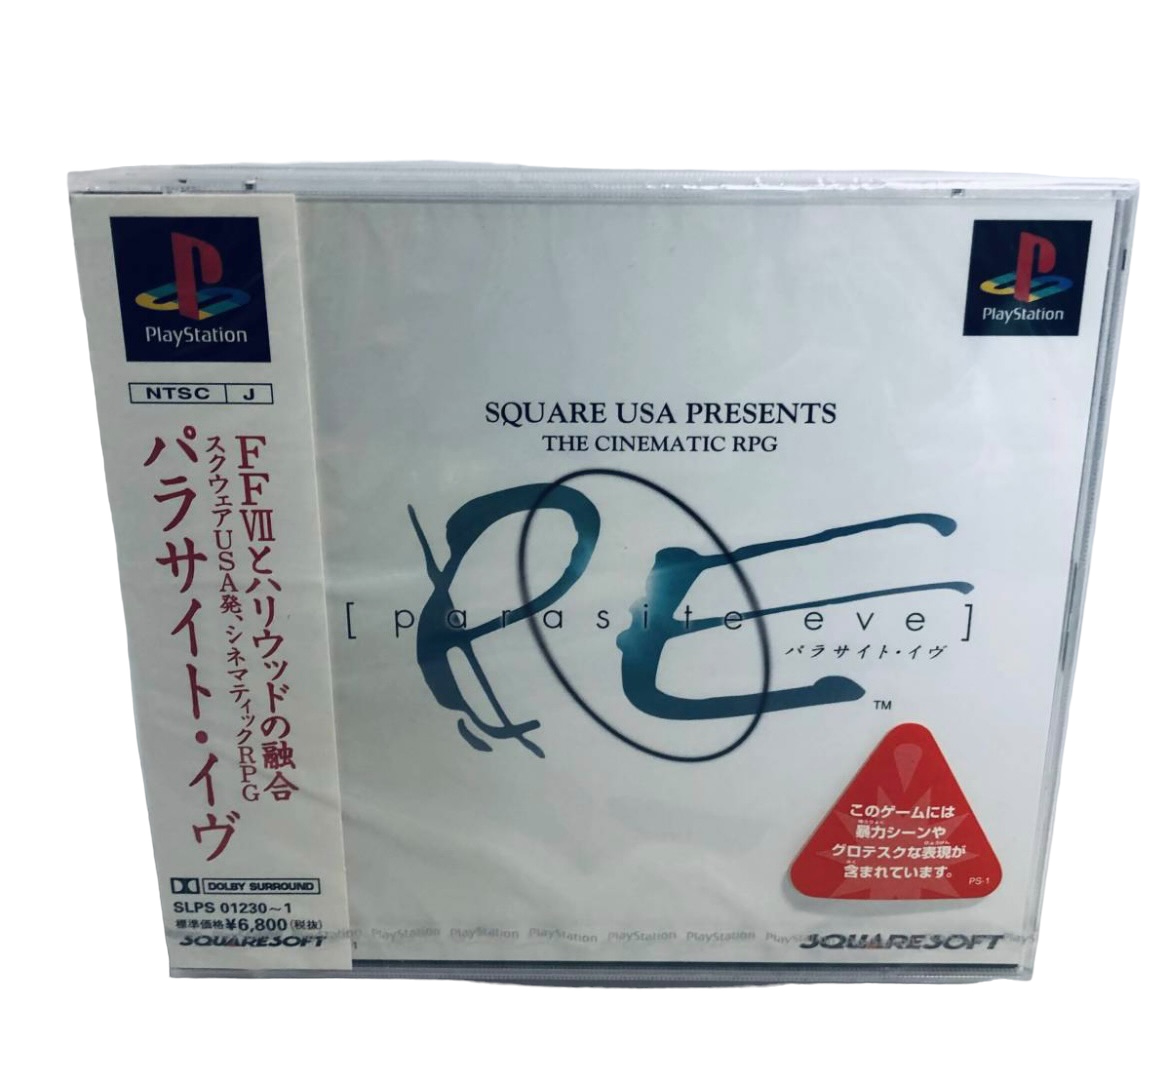 PlayStation
NTSC J
FFⅦとハリウッドの融合
スクウェアUSA発、シネマティックRPG
パラサイト・イヴ
DOLBY SURROUND
SLPS 01230~1
標準価格¥6,800(税抜)
SQUARESOFT
PlayStation
SQUARE USA PRESENTS
THE CINEMATIC RPG
PE
[parasite eve]
パラサイト・イヴ
TM
このゲームには
暴力シーンや
グロテスクな表現が
含まれています。
PS-1
PlayStation PlayStation PlayStation PlayStation PlayStation
SQUARESOFT